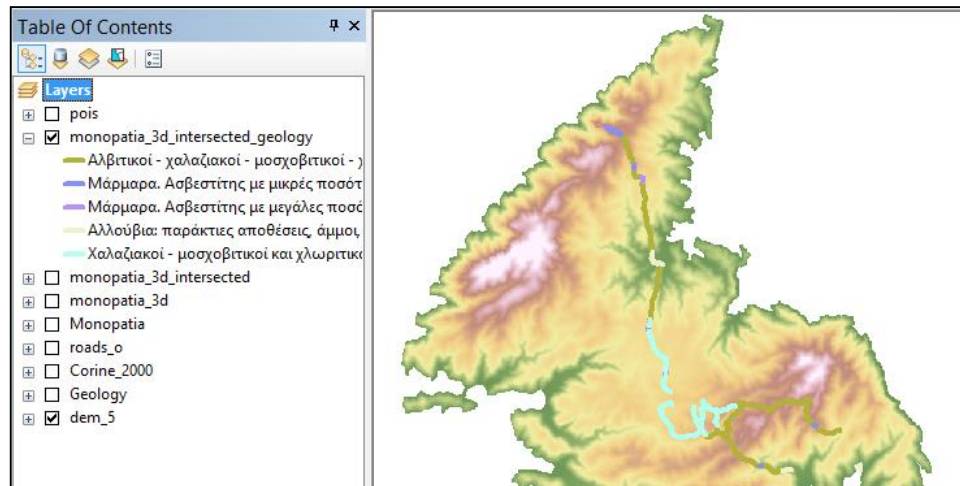 Table Of Contents
Layers
pois
monopatia_3d_intersected_geology
Αλβιτικοί - χαλαζιακοί - μοσχοβιτικοί -
Μάρμαρα. Ασβεστίτης με μικρές ποσότ
Μάρμαρα. Ασβεστίτης με μεγάλες ποσό
Αλλούβια: παράκτιες αποθέσεις, άμμοι,
Χαλαζιακοί - μοσχοβιτικοί και χλωριτικο
monopatia_3d_intersected
monopatia_3d
Monopatia
roads_o
Corine_2000
Geology
dem_5